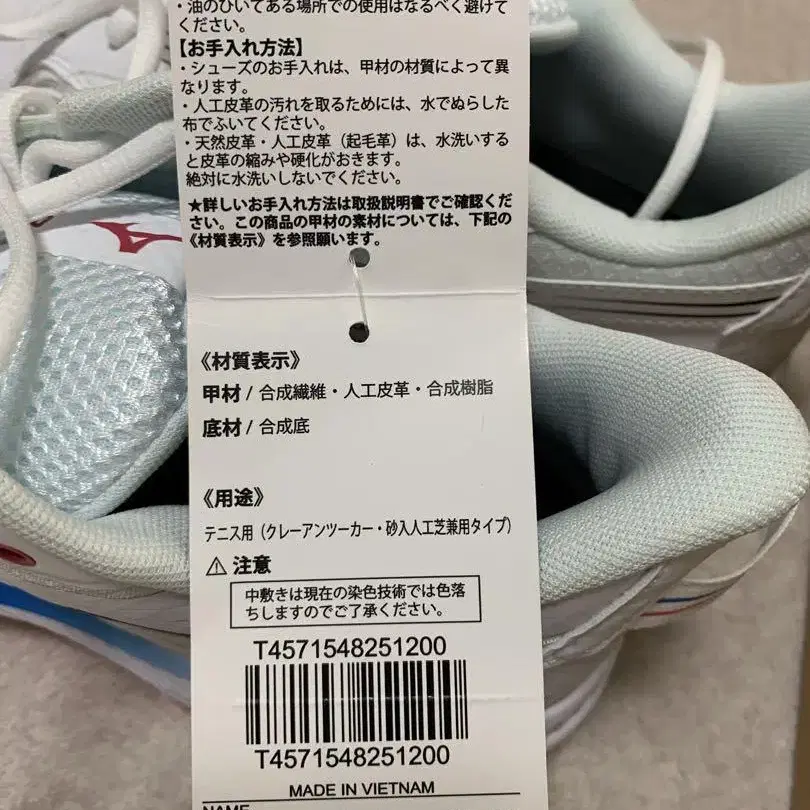 ・油のひいてある場所での使用はなるべく避けて
ください。
【お手入れ方法】
・シューズのお手入れは、甲材の材質によって異
なります。
・人工皮革の汚れを取るためには、水でぬらした
布でふいてください。
・天然皮革・人工皮革（起毛革）は、水洗いする
と皮革の縮みや硬化がおきます。
絶対に水洗いしないでください。
★詳しいお手入れ方法は取扱説明書でご確認くだ
さい。この商品の甲材の素材については、下記の
《材質表示》を参照願います。
《材質表示》
甲材 / 合成繊維・人工皮革・合成樹脂
底材 / 合成底
《用途》
テニス用（クレーアンツーカー・砂入人工芝兼用タイプ）
⚠ 注意
中敷きは現在の染色技術では色落
ちしますのでご了承ください。
T4571548251200
T4571548251200
MADE IN VIETNAM
NAME